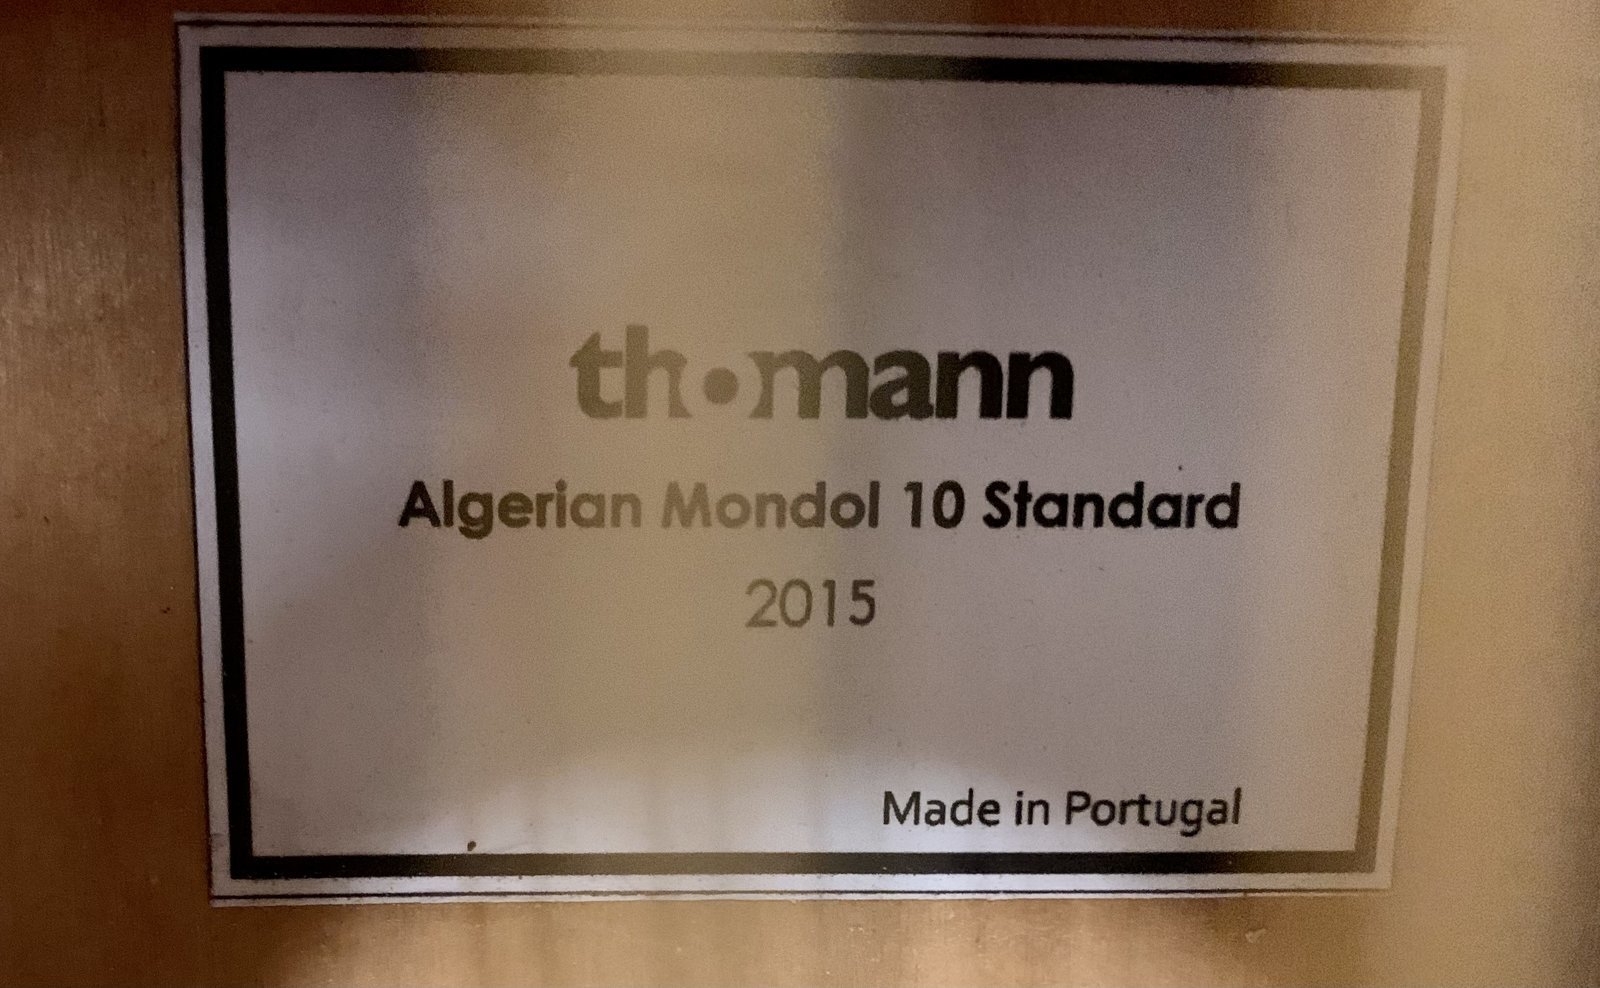 thomann
Algerian Mondol 10 Standard
2015
Made in Portugal